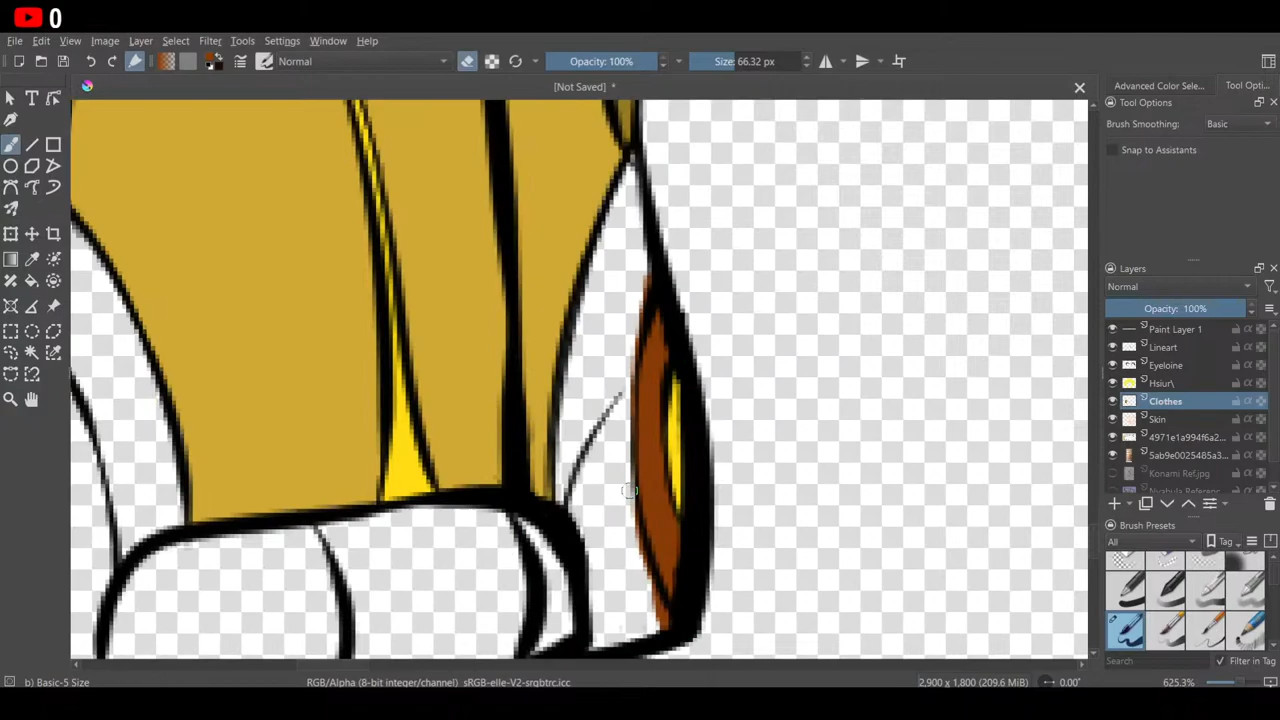 0
File Edit View Image Layer Select Filter Tools Settings Window Help
Normal Opacity: 100% Size: 66.32 px
[Not Saved] *
Advanced Color Sele... Tool Opti...
Tool Options
Brush Smoothing: Basic
Snap to Assistants
Layers
Normal
Opacity: 100%
Paint Layer 1
Lineart
Eyeloine
Hsiur\
Clothes
Skin
4971e1a994f6a2...
5ab9e0025485a3...
Konami Ref.jpg
Brush Presets
All Tag
Search Filter in Tag
b) Basic-5 Size RGB/Alpha (8-bit integer/channel) sRGB-elle-V2-srgbtrc.icc 2,900 x 1,800 (209.6 MiB) 0.00° 625.3%